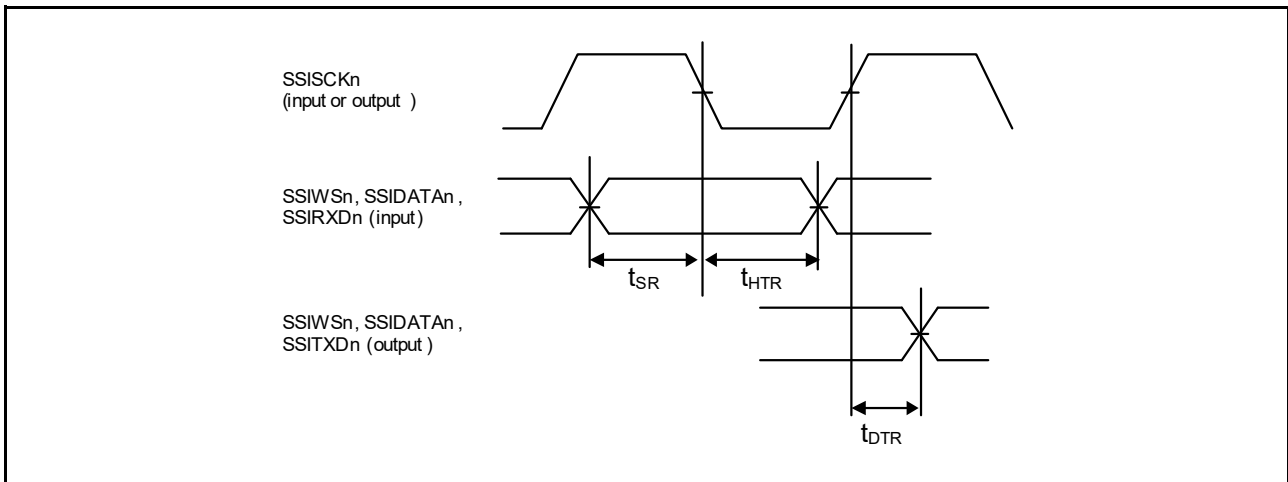 SSISCKn
(input or output )
SSIWSn, SSIDATAn ,
SSIRXDn (input)
tSR
tHTR
SSIWSn, SSIDATAn ,
SSITXDn (output )
tDTR